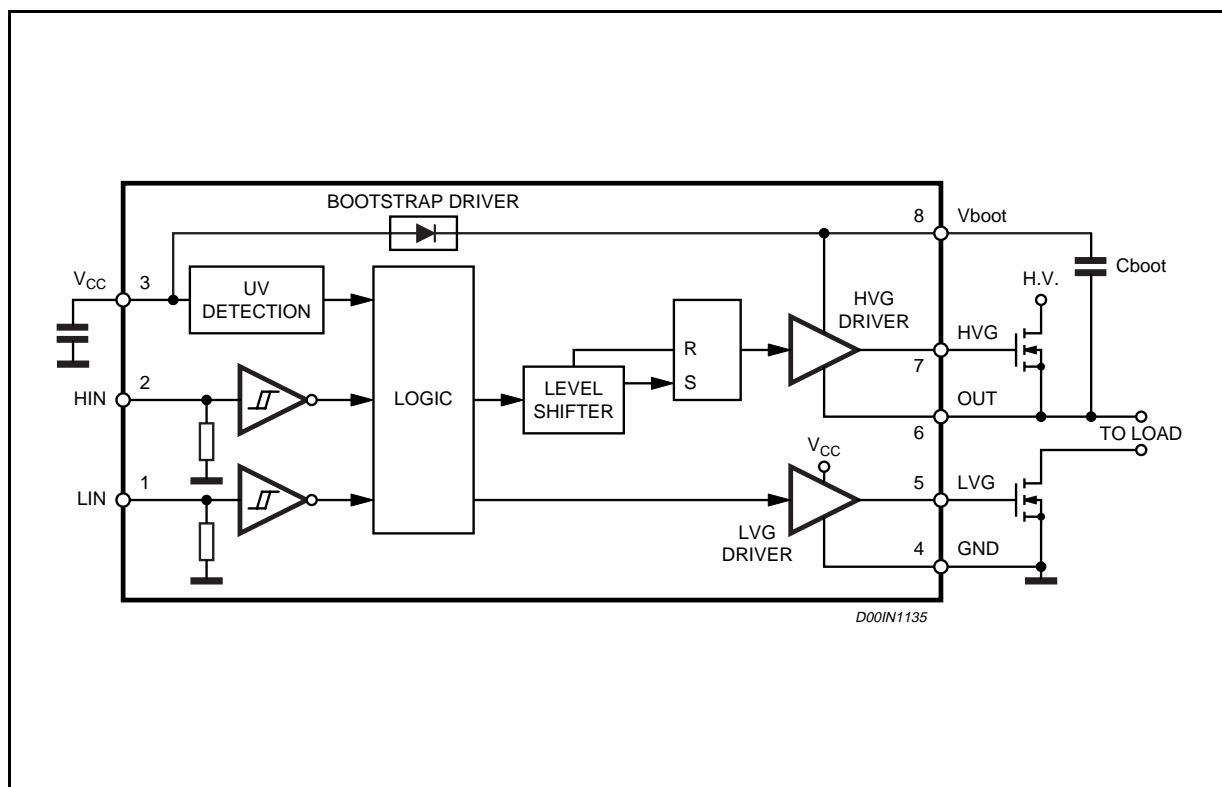 BOOTSTRAP DRIVER
8
Vboot
VCC
3
UV
DETECTION
H.V.
Cboot
HVG
DRIVER
HVG
7
R
S
LEVEL
SHIFTER
HIN
2
LOGIC
OUT
6
TO LOAD
VCC
LIN
1
5
LVG
LVG
DRIVER
4
GND
D00IN1135